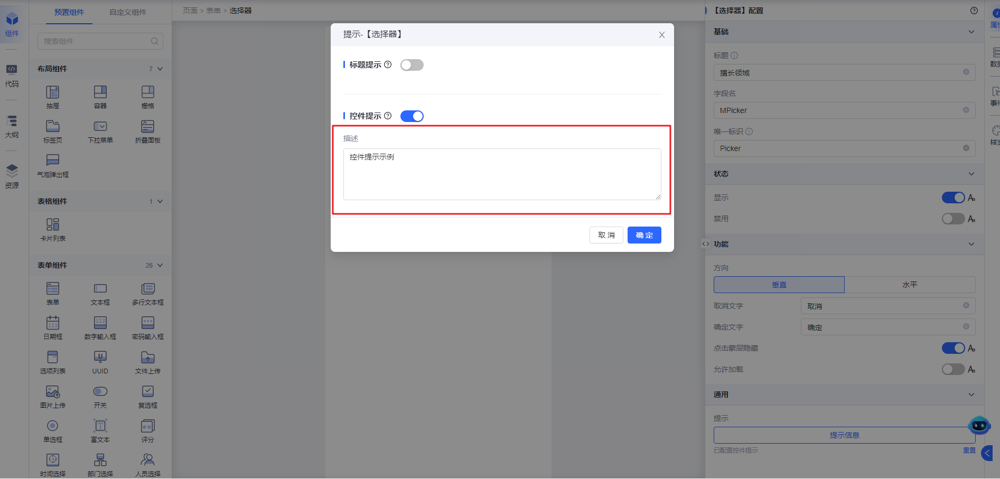 组件
代码
大纲
资源
预置组件 自定义组件
搜索组件
布局组件 7
抽屉 容器 栅格
标签页 下拉菜单 折叠面板
气泡弹出框
表格组件 1
卡片列表
表单组件 26
表单 文本框 多行文本框
日期框 数字输入框 密码输入框
选项列表 UUID 文件上传
图片上传 开关 复选框
单选框 富文本 评分
时间选择 部门选择 人员选择
页面 > 表单 > 选择器
提示-【选择器】
标题提示
控件提示
描述
控件提示示例
取 消 确 定
【选择器】配置
基础
标题
擅长领域
字段名
MPicker
唯一标识
Picker
状态
显示
禁用
功能
方向
垂直 水平
取消文字 取消
确定文字 确定
点击蒙层隐藏
允许加载
通用
提示
提示信息
已配置控件提示 重置